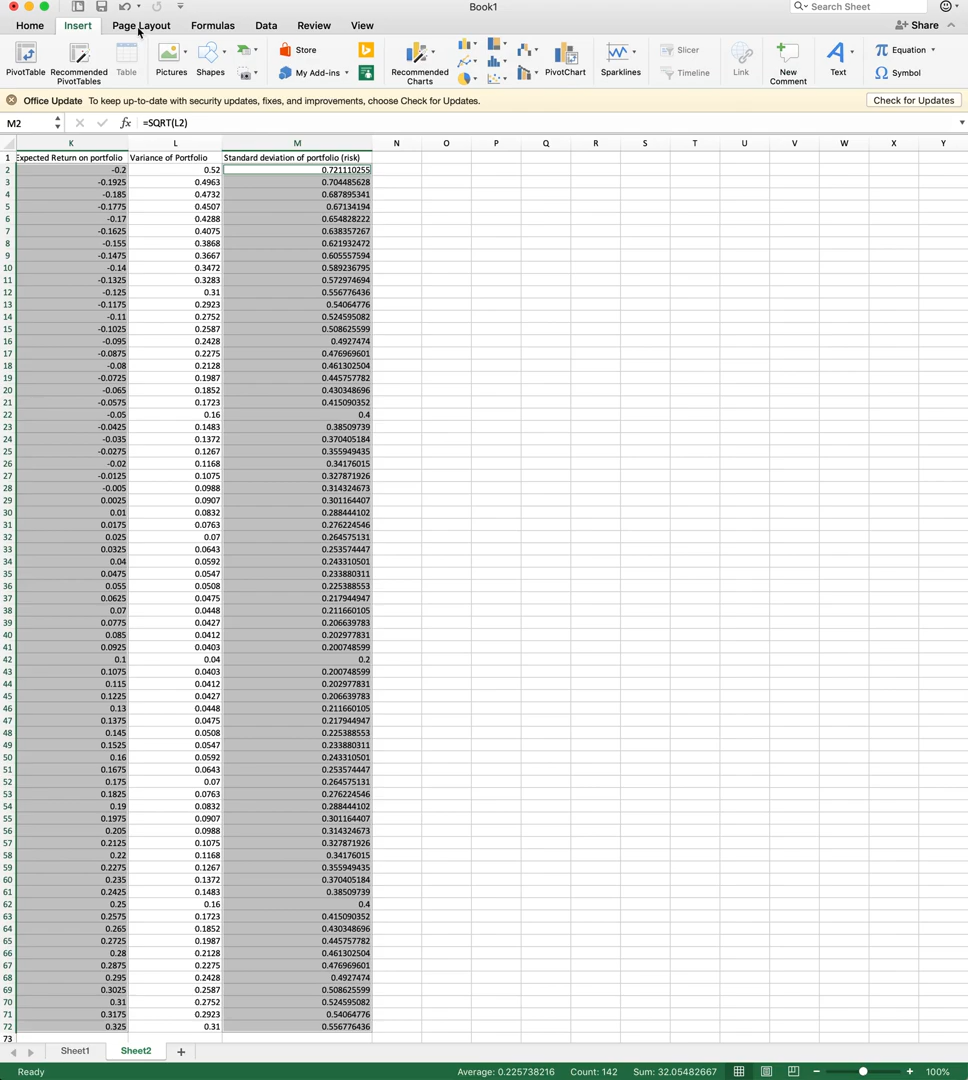 Book1
Search Sheet
Home Insert Page Layout Formulas Data Review View Share
PivotTable Recommended PivotTables Table Pictures Shapes Store My Add-ins Recommended Charts PivotChart Sparklines Slicer Timeline Link New Comment Text Equation Symbol
Office Update To keep up-to-date with security updates, fixes, and improvements, choose Check for Updates. Check for Updates
M2 fx =SQRT(L2)
K L M N O P Q R S T U V W X Y
1 Expected Return on portfolio Variance of Portfolio Standard deviation of portfolio (risk)
2 -0.2 0.52 0.721110255
3 -0.1925 0.4963 0.704485628
4 -0.185 0.4732 0.687895341
5 -0.1775 0.4507 0.67134194
6 -0.17 0.4288 0.654828222
7 -0.1625 0.4075 0.638357267
8 -0.155 0.3868 0.621932472
9 -0.1475 0.3667 0.605557594
10 -0.14 0.3472 0.589236795
11 -0.1325 0.3283 0.572974694
12 -0.125 0.31 0.556776436
13 -0.1175 0.2923 0.54064776
14 -0.11 0.2752 0.524595082
15 -0.1025 0.2587 0.508625599
16 -0.095 0.2428 0.4927474
17 -0.0875 0.2275 0.476969601
18 -0.08 0.2128 0.461302504
19 -0.0725 0.1987 0.445757782
20 -0.065 0.1852 0.430348696
21 -0.0575 0.1723 0.415090352
22 -0.05 0.16 0.4
23 -0.0425 0.1483 0.38509739
24 -0.035 0.1372 0.370405184
25 -0.0275 0.1267 0.355949435
26 -0.02 0.1168 0.34176015
27 -0.0125 0.1075 0.327871926
28 -0.005 0.0988 0.314324673
29 0.0025 0.0907 0.301164407
30 0.01 0.0832 0.288444102
31 0.0175 0.0763 0.276224546
32 0.025 0.07 0.264575131
33 0.0325 0.0643 0.253574447
34 0.04 0.0592 0.243310501
35 0.0475 0.0547 0.233880311
36 0.055 0.0508 0.225388553
37 0.0625 0.0475 0.217944947
38 0.07 0.0448 0.211660105
39 0.0775 0.0427 0.206639783
40 0.085 0.0412 0.202977831
41 0.0925 0.0403 0.200748599
42 0.1 0.04 0.2
43 0.1075 0.0403 0.200748599
44 0.115 0.0412 0.202977831
45 0.1225 0.0427 0.206639783
46 0.13 0.0448 0.211660105
47 0.1375 0.0475 0.217944947
48 0.145 0.0508 0.225388553
49 0.1525 0.0547 0.233880311
50 0.16 0.0592 0.243310501
51 0.1675 0.0643 0.253574447
52 0.175 0.07 0.264575131
53 0.1825 0.0763 0.276224546
54 0.19 0.0832 0.288444102
55 0.1975 0.0907 0.301164407
56 0.205 0.0988 0.314324673
57 0.2125 0.1075 0.327871926
58 0.22 0.1168 0.34176015
59 0.2275 0.1267 0.355949435
60 0.235 0.1372 0.370405184
61 0.2425 0.1483 0.38509739
62 0.25 0.16 0.4
63 0.2575 0.1723 0.415090352
64 0.265 0.1852 0.430348696
65 0.2725 0.1987 0.445757782
66 0.28 0.2128 0.461302504
67 0.2875 0.2275 0.476969601
68 0.295 0.2428 0.4927474
69 0.3025 0.2587 0.508625599
70 0.31 0.2752 0.524595082
71 0.3175 0.2923 0.54064776
72 0.325 0.31 0.556776436
73
Sheet1 Sheet2 +
Ready Average: 0.225738216 Count: 142 Sum: 32.05482667 100%